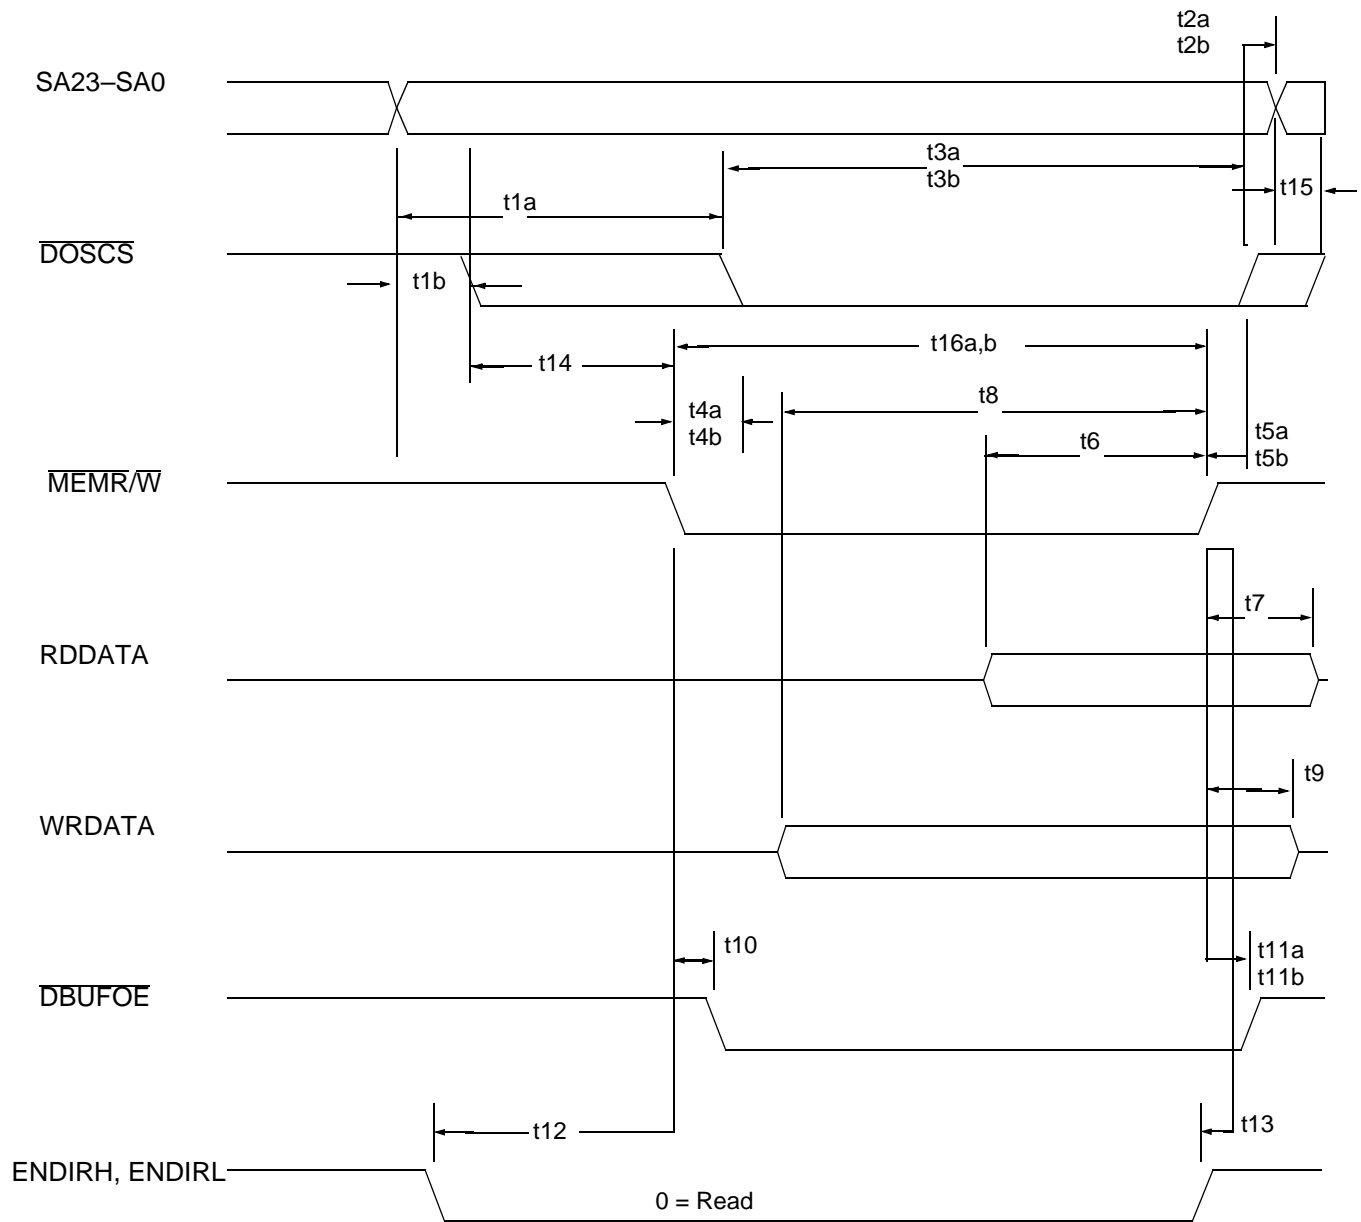 t2a
t2b
SA23–SA0
t3a
t3b
t15
t1a
DOSCS
t1b
t16a,b
t14
t8
t4a
t4b
t6
t5a
t5b
MEMR/W
t7
RDDATA
t9
WRDATA
t10
t11a
t11b
DBUFOE
t12
t13
ENDIRH, ENDIRL
0 = Read